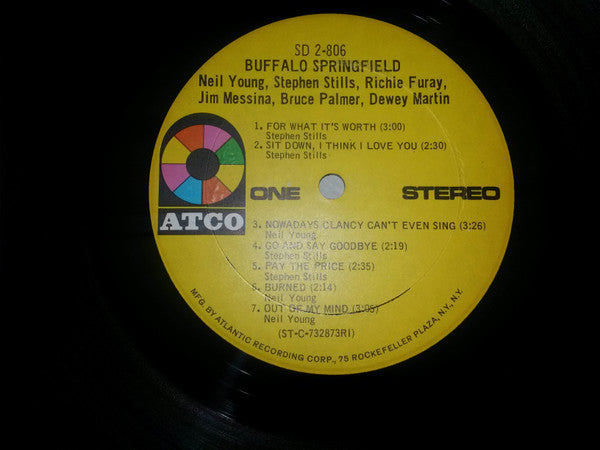 SD 2-806
BUFFALO SPRINGFIELD
Neil Young, Stephen Stills, Richie Furay,
Jim Messina, Bruce Palmer, Dewey Martin
1. FOR WHAT IT'S WORTH (3:00)
Stephen Stills
2. SIT DOWN, I THINK I LOVE YOU (2:30)
Stephen Stills
ATCO
ONE
STEREO
3. NOWADAYS CLANCY CAN'T EVEN SING (3:26)
Neil Young
4. GO AND SAY GOODBYE (2:19)
Stephen Stills
5. PAY THE PRICE (2:35)
Stephen Stills
6. BURNED (2:14)
Neil Young
7. OUT OF MY MIND (3:05)
Neil Young
(ST-C-732873RI)
MFG. BY ATLANTIC RECORDING CORP., 75 ROCKEFELLER PLAZA, N.Y., N.Y.